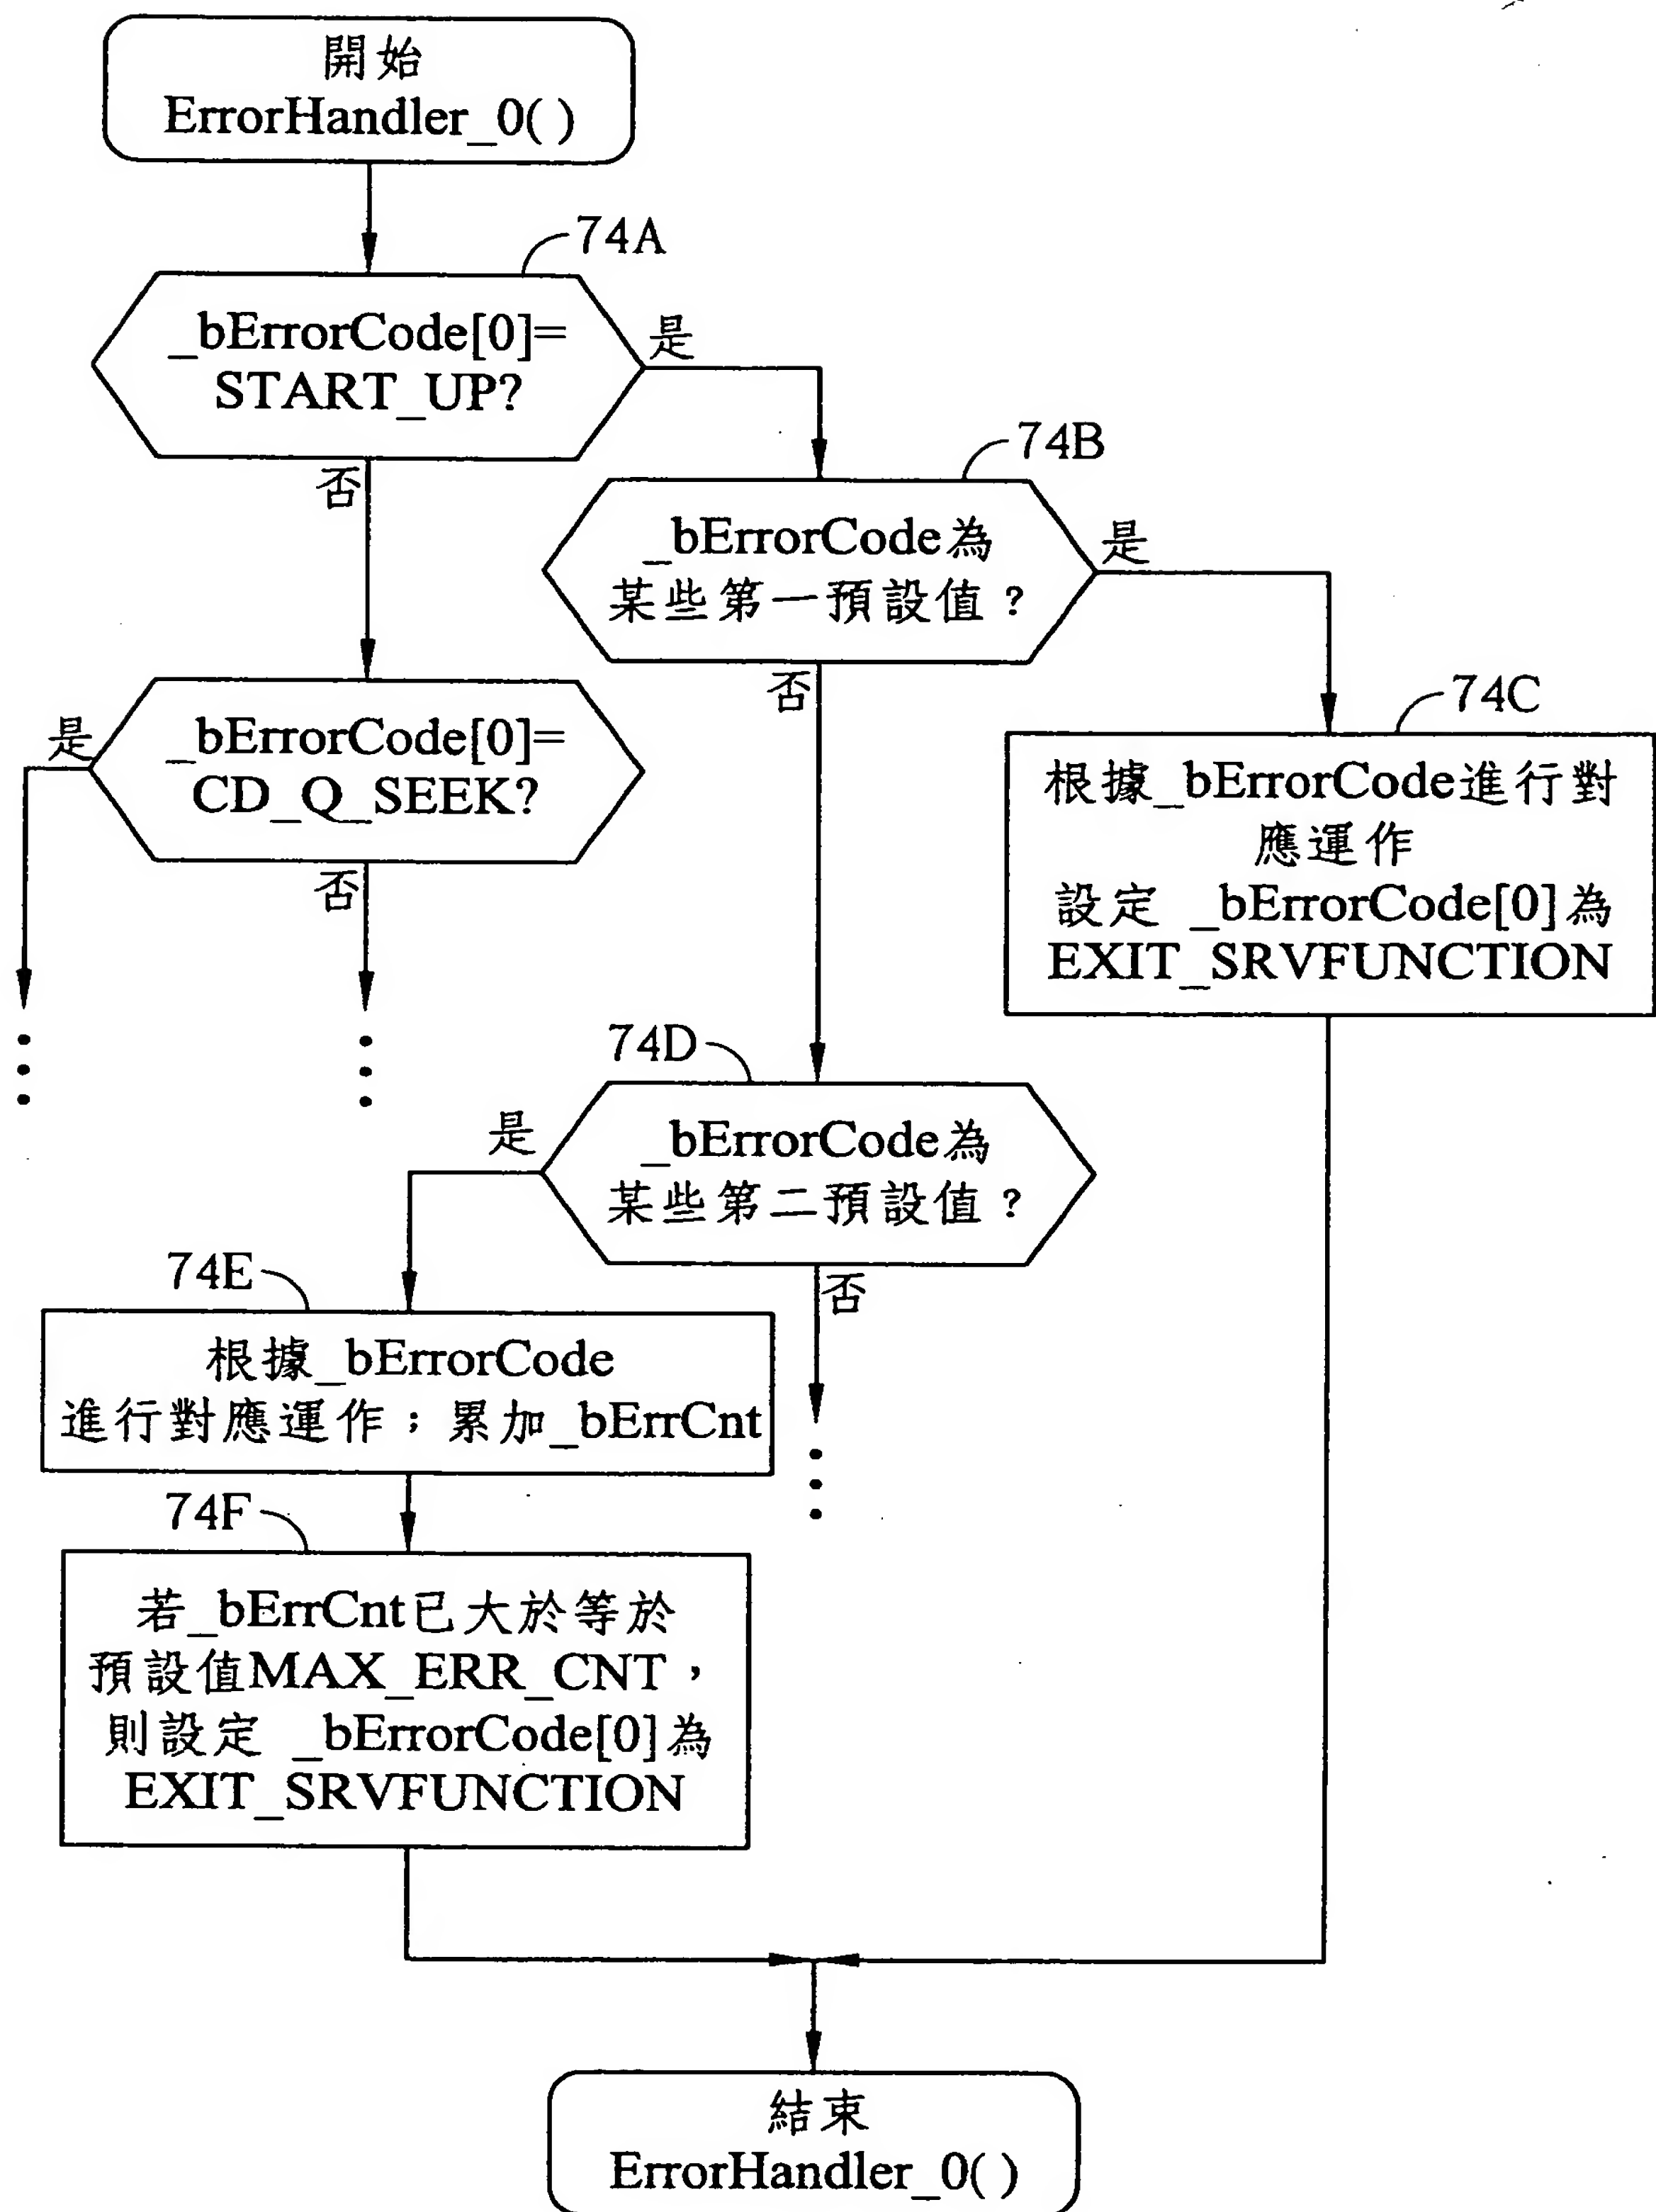 開始
ErrorHandler_0( )
74A
_bErrorCode[0]=
START_UP?
是
否
74B
_bErrorCode為
某些第一預設值？
是
否
_bErrorCode[0]=
CD_Q_SEEK?
是
否
74C
根據_bErrorCode進行對
應運作
設定 _bErrorCode[0]為
EXIT_SRVFUNCTION
74D
_bErrorCode為
某些第二預設值？
是
否
74E
根據_bErrorCode
進行對應運作；累加_bErrCnt
74F
若_bErrCnt已大於等於
預設值MAX_ERR_CNT，
則設定 _bErrorCode[0]為
EXIT_SRVFUNCTION
結束
ErrorHandler_0( )